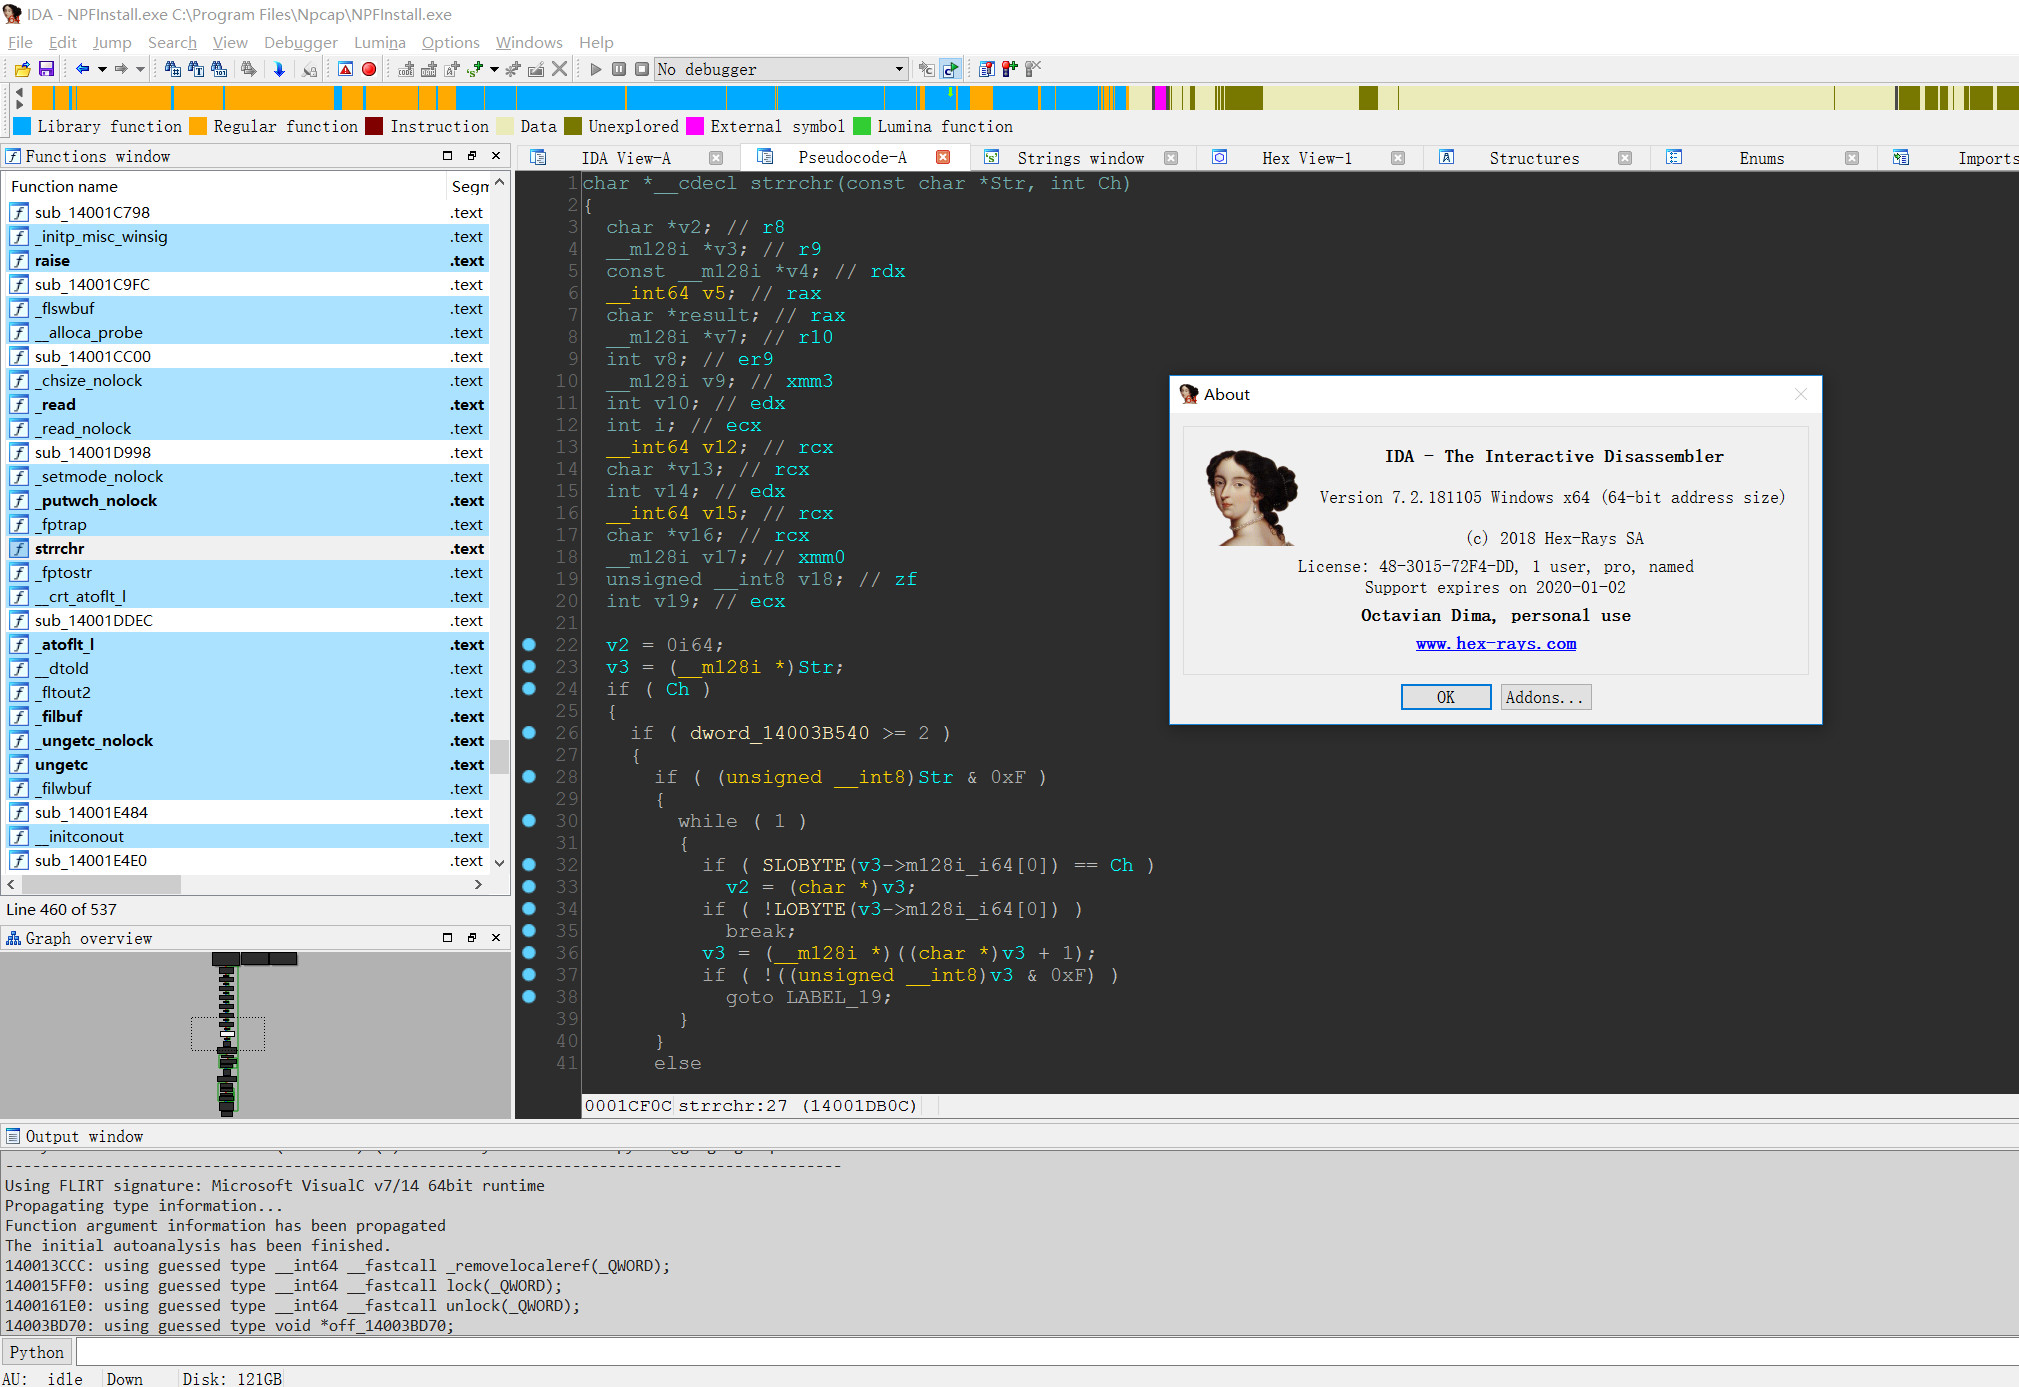 IDA - NPFInstall.exe C:\Program Files\Npcap\NPFInstall.exe
File Edit Jump Search View Debugger Lumina Options Windows Help
No debugger
Library function Regular function Instruction Data Unexplored External symbol Lumina function
Functions window
Function name Segm
sub_14001C798 .text
_initp_misc_winsig .text
raise .text
sub_14001C9FC .text
_flswbuf .text
__alloca_probe .text
sub_14001CC00 .text
_chsize_nolock .text
_read .text
_read_nolock .text
sub_14001D998 .text
_setmode_nolock .text
_putwch_nolock .text
_fptrap .text
strrchr .text
_fptostr .text
__crt_atoflt_l .text
sub_14001DDEC .text
_atoflt_l .text
__dtold .text
_fltout2 .text
_filbuf .text
_ungetc_nolock .text
ungetc .text
_filwbuf .text
sub_14001E484 .text
__initconout .text
sub_14001E4E0 .text
Line 460 of 537
Graph overview
IDA View-A Pseudocode-A Strings window Hex View-1 Structures Enums Imports
1 char *__cdecl strrchr(const char *Str, int Ch)
2 {
3 char *v2; // r8
4 __m128i *v3; // r9
5 const __m128i *v4; // rdx
6 __int64 v5; // rax
7 char *result; // rax
8 __m128i *v7; // r10
9 int v8; // er9
10 __m128i v9; // xmm3
11 int v10; // edx
12 int i; // ecx
13 __int64 v12; // rcx
14 char *v13; // rcx
15 int v14; // edx
16 __int64 v15; // rcx
17 char *v16; // rcx
18 __m128i v17; // xmm0
19 unsigned __int8 v18; // zf
20 int v19; // ecx
21
22 v2 = 0i64;
23 v3 = (__m128i *)Str;
24 if ( Ch )
25 {
26 if ( dword_14003B540 >= 2 )
27 {
28 if ( (unsigned __int8)Str & 0xF )
29 {
30 while ( 1 )
31 {
32 if ( SLOBYTE(v3->m128i_i64[0]) == Ch )
33 v2 = (char *)v3;
34 if ( !LOBYTE(v3->m128i_i64[0]) )
35 break;
36 v3 = (__m128i *)((char *)v3 + 1);
37 if ( !((unsigned __int8)v3 & 0xF) )
38 goto LABEL_19;
39 }
40 }
41 else
0001CF0C strrchr:27 (14001DB0C)
About
IDA - The Interactive Disassembler
Version 7.2.181105 Windows x64 (64-bit address size)
(c) 2018 Hex-Rays SA
License: 48-3015-72F4-DD, 1 user, pro, named
Support expires on 2020-01-02
Octavian Dima, personal use
www.hex-rays.com
OK Addons...
Output window
Using FLIRT signature: Microsoft VisualC v7/14 64bit runtime
Propagating type information...
Function argument information has been propagated
The initial autoanalysis has been finished.
140013CCC: using guessed type __int64 __fastcall _removelocaleref(_QWORD);
140015FF0: using guessed type __int64 __fastcall lock(_QWORD);
1400161E0: using guessed type __int64 __fastcall unlock(_QWORD);
14003BD70: using guessed type void *off_14003BD70;
Python
AU: idle Down Disk: 121GB